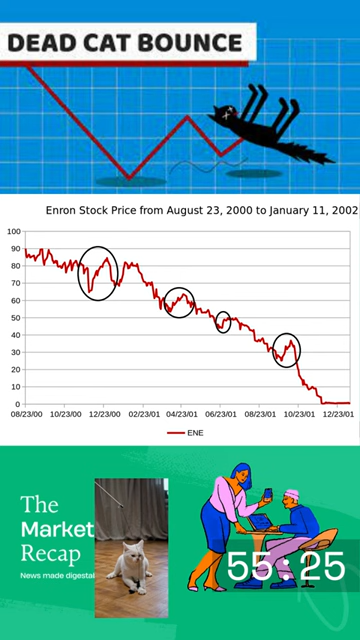 DEAD CAT BOUNCE
Enron Stock Price from August 23, 2000 to January 11, 2002
100
90
80
70
60
50
40
30
20
10
0
08/23/00 10/23/00 12/23/00 02/23/01 04/23/01 06/23/01 08/23/01 10/23/01 12/23/01
ENE
The
Market
Recap
News made digestal
55:25